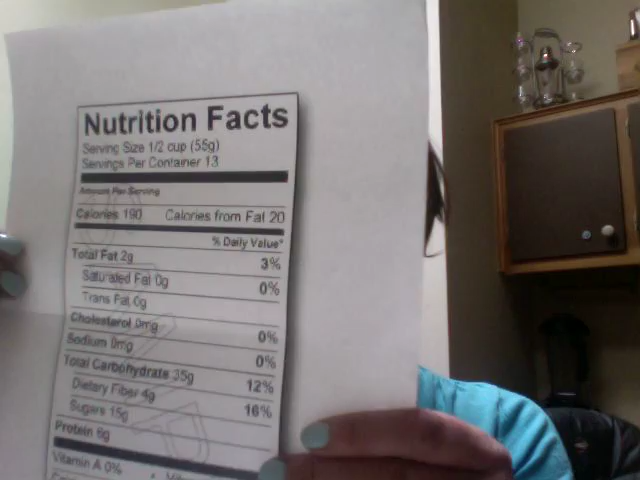 Nutrition Facts
Serving Size 1/2 cup (55g)
Servings Per Container 13
Amount Per Serving
Calories 190 Calories from Fat 20
% Daily Value*
Total Fat 2g 3%
Saturated Fat 0g 0%
Trans Fat 0g
Cholesterol 0mg 0%
Sodium 0mg 0%
Total Carbohydrate 35g 12%
Dietary Fiber 4g 16%
Sugars 15g
Protein 6g
Vitamin A 0%